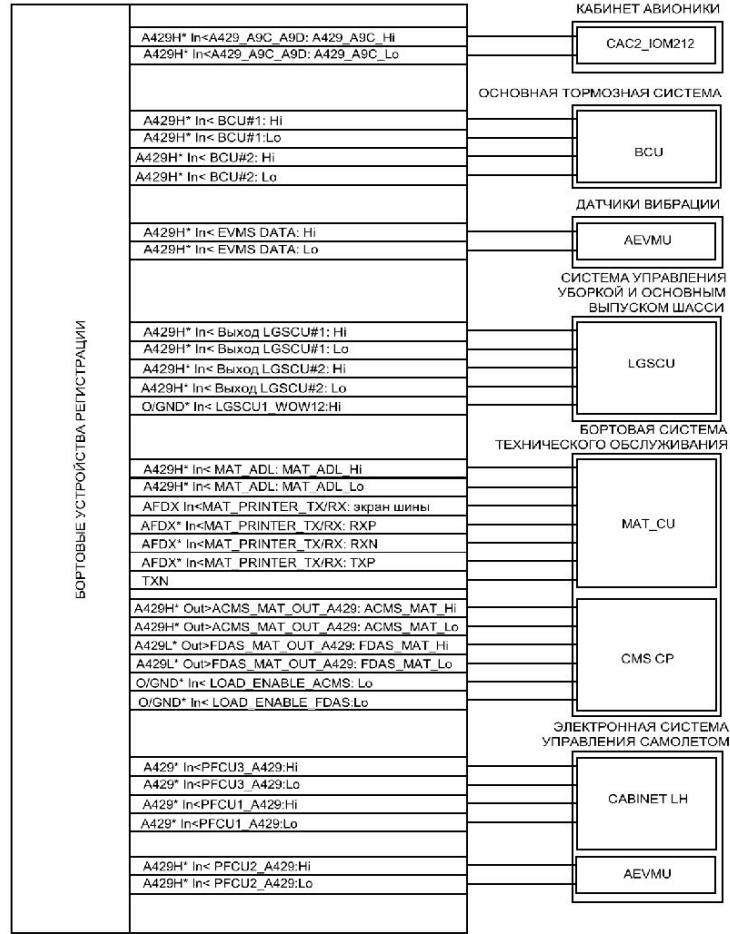 БОРТОВЫЕ УСТРОЙСТВА РЕГИСТРАЦИИ
КАБИНЕТ АВИОНИКИ
A429H* In<A429_A9C_A9D: A429_A9C_Hi
A429H* In<A429_A9C_A9D: A429_A9C_Lo
CAC2_IOM212
ОСНОВНАЯ ТОРМОЗНАЯ СИСТЕМА
A429H* In< BCU#1: Hi
A429H* In< BCU#1:Lo
A429H* In< BCU#2: Hi
A429H* In< BCU#2: Lo
BCU
ДАТЧИКИ ВИБРАЦИИ
A429H* In< EVMS DATA: Hi
A429H* In< EVMS DATA: Lo
AEVMU
СИСТЕМА УПРАВЛЕНИЯ
УБОРКОЙ И ОСНОВНЫМ
ВЫПУСКОМ ШАССИ
A429H* In< Выход LGSCU#1: Hi
A429H* In< Выход LGSCU#1: Lo
A429H* In< Выход LGSCU#2: Hi
A429H* In< Выход LGSCU#2: Lo
O/GND* In< LGSCU1_WOW12:Hi
LGSCU
БОРТОВАЯ СИСТЕМА
ТЕХНИЧЕСКОГО ОБСЛУЖИВАНИЯ
A429H* In< MAT_ADL: MAT_ADL_Hi
A429H* In< MAT_ADL: MAT_ADL_Lo
AFDX In<MAT_PRINTER_TX/RX: экран шины
AFDX* In<MAT_PRINTER_TX/RX: RXP
AFDX* In<MAT_PRINTER_TX/RX: RXN
AFDX* In<MAT_PRINTER_TX/RX: TXP
TXN
MAT_CU
A429H* Out>ACMS_MAT_OUT_A429: ACMS_MAT_Hi
A429H* Out>ACMS_MAT_OUT_A429: ACMS_MAT_Lo
A429L* Out>FDAS_MAT_OUT_A429: FDAS_MAT_Hi
A429L* Out>FDAS_MAT_OUT_A429: FDAS_MAT_Lo
O/GND* In< LOAD_ENABLE_ACMS: Lo
O/GND* In< LOAD_ENABLE_FDAS:Lo
CMS CP
ЭЛЕКТРОННАЯ СИСТЕМА
УПРАВЛЕНИЯ САМОЛЕТОМ
A429* In<PFCU3_A429:Hi
A429* In<PFCU3_A429:Lo
A429* In<PFCU1_A429:Hi
A429* In<PFCU1_A429:Lo
CABINET LH
A429H* In< PFCU2_A429:Hi
A429H* In< PFCU2_A429:Lo
AEVMU